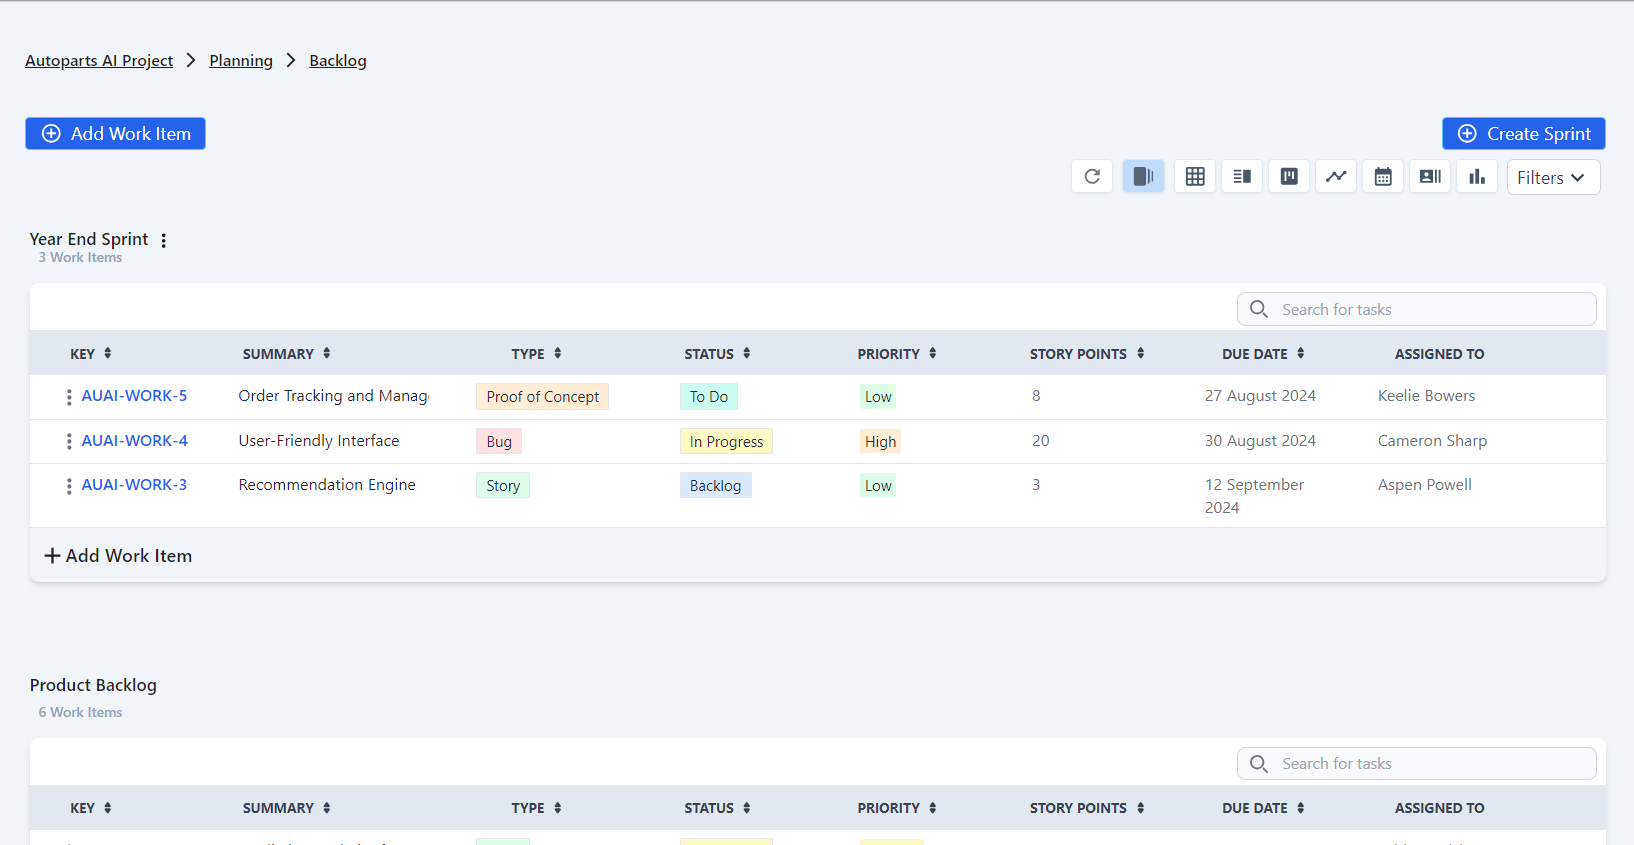 Autoparts AI Project > Planning > Backlog
Add Work Item
Create Sprint
Filters
Year End Sprint
3 Work Items
Search for tasks
KEY SUMMARY TYPE STATUS PRIORITY STORY POINTS DUE DATE ASSIGNED TO
AUAI-WORK-5 Order Tracking and Manag Proof of Concept To Do Low 8 27 August 2024 Keelie Bowers
AUAI-WORK-4 User-Friendly Interface Bug In Progress High 20 30 August 2024 Cameron Sharp
AUAI-WORK-3 Recommendation Engine Story Backlog Low 3 12 September 2024 Aspen Powell
+ Add Work Item
Product Backlog
6 Work Items
Search for tasks
KEY SUMMARY TYPE STATUS PRIORITY STORY POINTS DUE DATE ASSIGNED TO